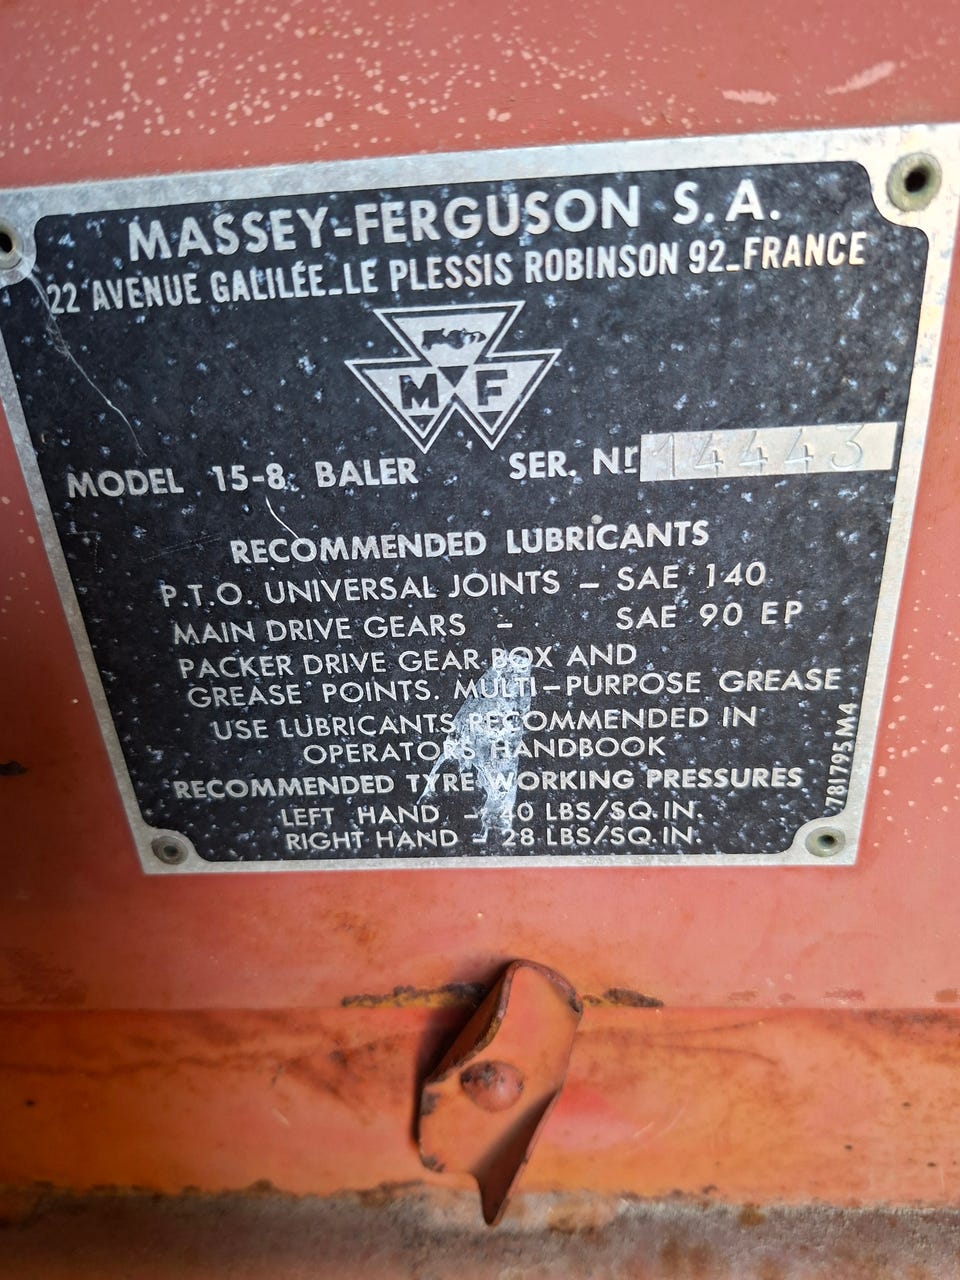 MASSEY-FERGUSON S.A.
22 AVENUE GALILÉE_LE PLESSIS ROBINSON 92_FRANCE
M F
MODEL 15-8 BALER SER. Nr 14443
RECOMMENDED LUBRICANTS
P.T.O. UNIVERSAL JOINTS – SAE 140
MAIN DRIVE GEARS - SAE 90 EP
PACKER DRIVE GEAR BOX AND
GREASE POINTS. MULTI-PURPOSE GREASE
USE LUBRICANTS RECOMMENDED IN
OPERATORS HANDBOOK
RECOMMENDED TYRE WORKING PRESSURES
LEFT HAND – 40 LBS/SQ.IN.
RIGHT HAND – 28 LBS/SQ.IN.
781795M4